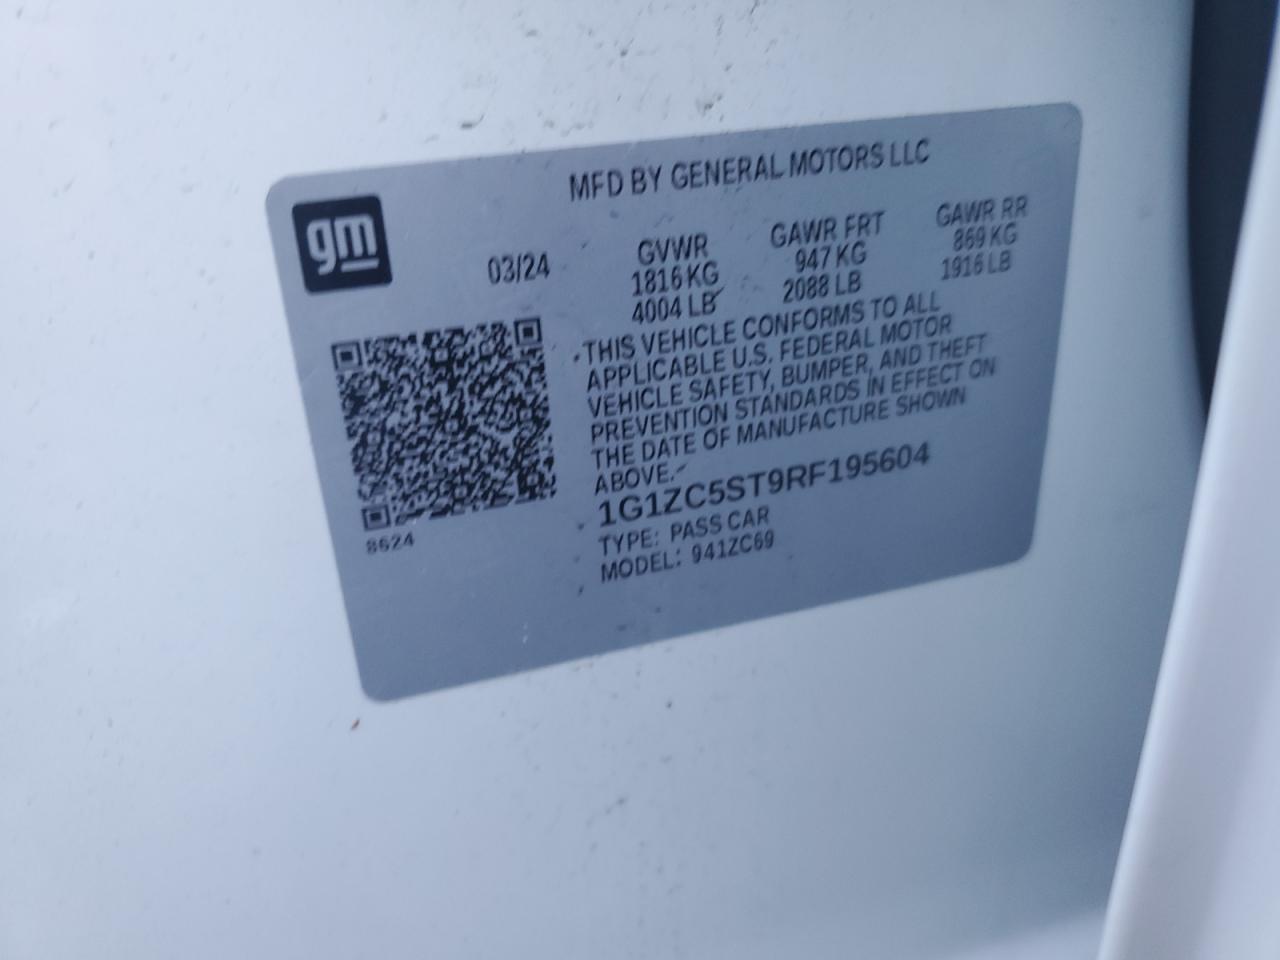 MFD BY GENERAL MOTORS LLC
gm
03/24
GVWR
1816 KG
4004 LB
GAWR FRT
947 KG
2088 LB
GAWR RR
869 KG
1916 LB
THIS VEHICLE CONFORMS TO ALL
APPLICABLE U.S. FEDERAL MOTOR
VEHICLE SAFETY, BUMPER, AND THEFT
PREVENTION STANDARDS IN EFFECT ON
THE DATE OF MANUFACTURE SHOWN
ABOVE.
1G1ZC5ST9RF195604
TYPE: PASS CAR
MODEL: 941ZC69
8624